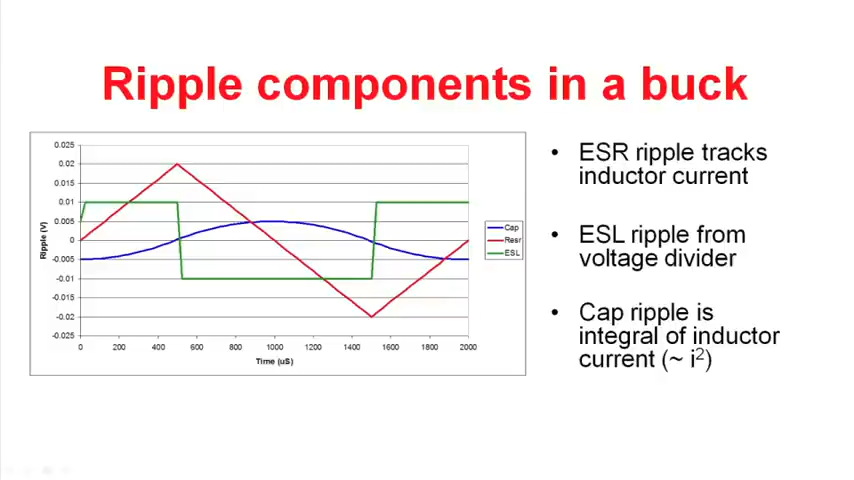 Ripple components in a buck
0.025
0.02
0.015
0.01
0.005
0
-0.005
-0.01
-0.015
-0.02
-0.025
Ripple (V)
0 200 400 600 800 1000 1200 1400 1600 1800 2000
Time (uS)
Cap
Resr
ESL
• ESR ripple tracks
inductor current
• ESL ripple from
voltage divider
• Cap ripple is
integral of inductor
current (~ i²)